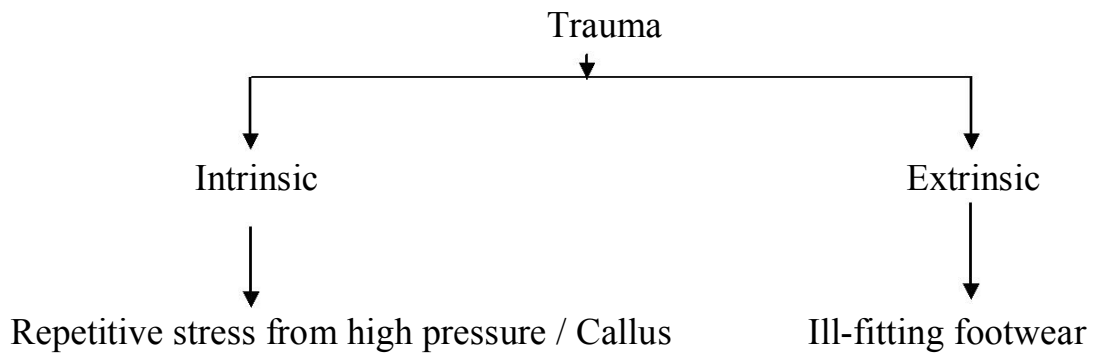 Trauma
Intrinsic
Extrinsic
Repetitive stress from high pressure / Callus
Ill-fitting footwear